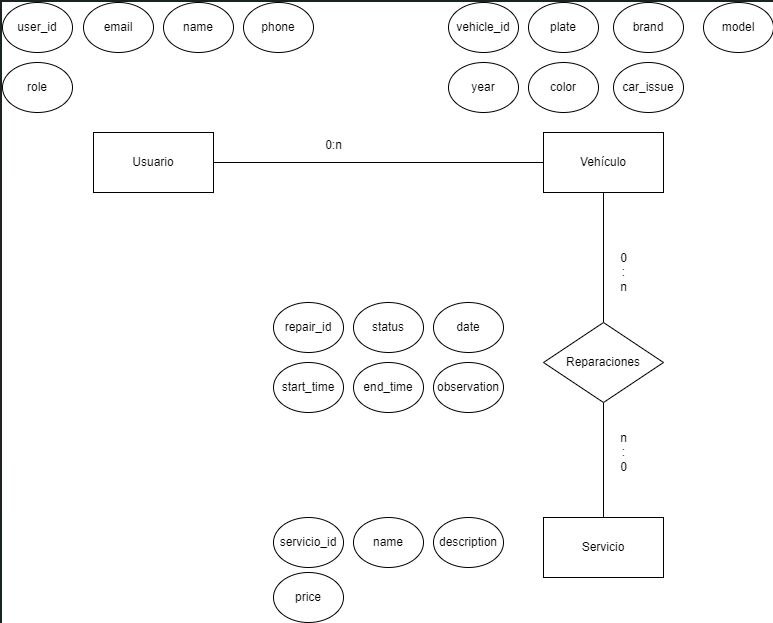 user_id
email
name
phone
vehicle_id
plate
brand
model
role
year
color
car_issue
Usuario
0:n
Vehículo
0
:
n
repair_id
status
date
Reparaciones
start_time
end_time
observation
n
:
0
servicio_id
name
description
Servicio
price